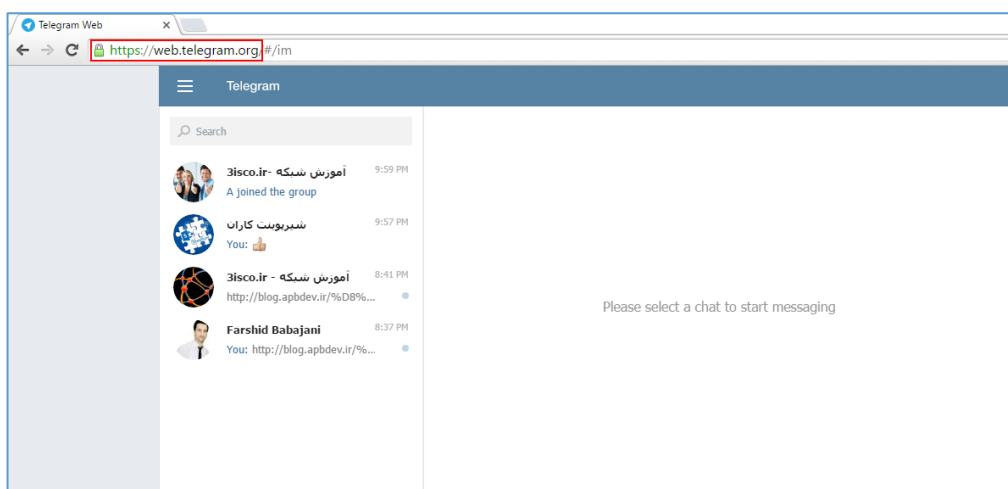 Telegram Web
https://web.telegram.org/#/im
Telegram
Search
آموزش شبکه -3isco.ir 9:59 PM
A joined the group
شیرپوینت کاران 9:57 PM
You: 👍
آموزش شبکه - 3isco.ir 8:41 PM
http://blog.apbdev.ir/%D8%...
Farshid Babajani 8:37 PM
You: http://blog.apbdev.ir/%...
Please select a chat to start messaging